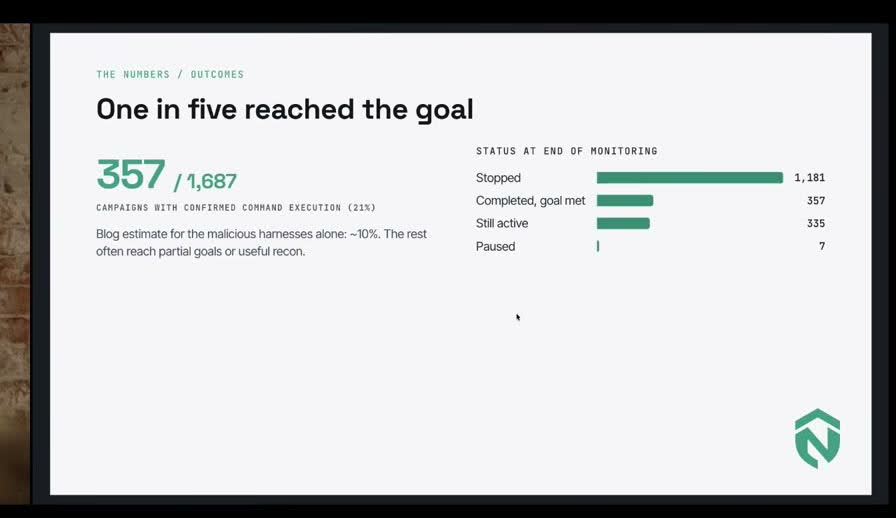 THE NUMBERS / OUTCOMES
One in five reached the goal
357 / 1,687
CAMPAIGNS WITH CONFIRMED COMMAND EXECUTION (21%)
Blog estimate for the malicious harnesses alone: ~10%. The rest
often reach partial goals or useful recon.
STATUS AT END OF MONITORING
Stopped 1,181
Completed, goal met 357
Still active 335
Paused 7